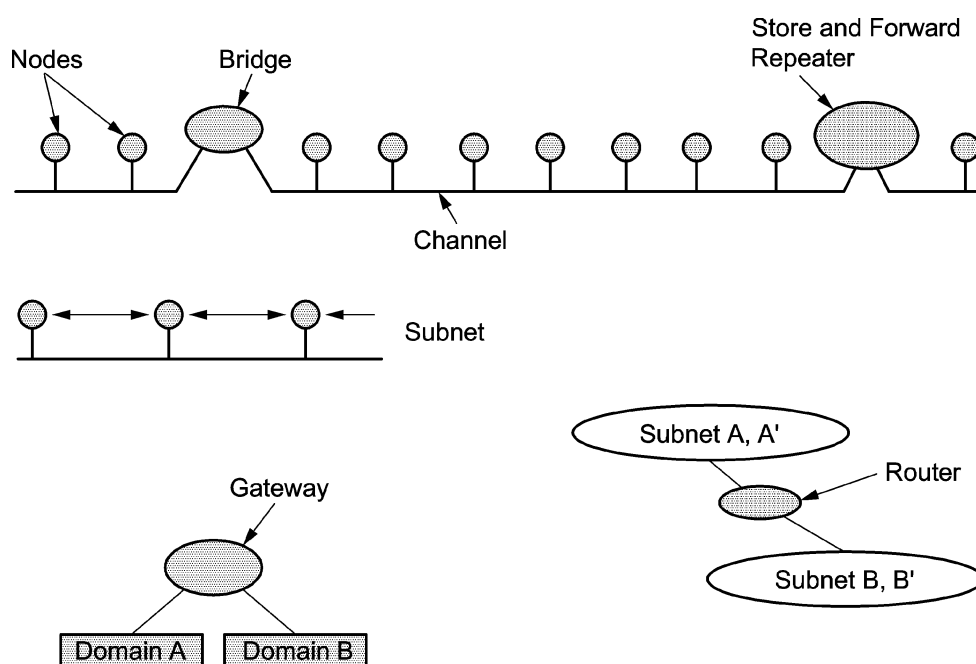 Nodes
Bridge
Store and Forward
Repeater
Channel
Subnet
Subnet A, A'
Router
Subnet B, B'
Gateway
Domain A
Domain B